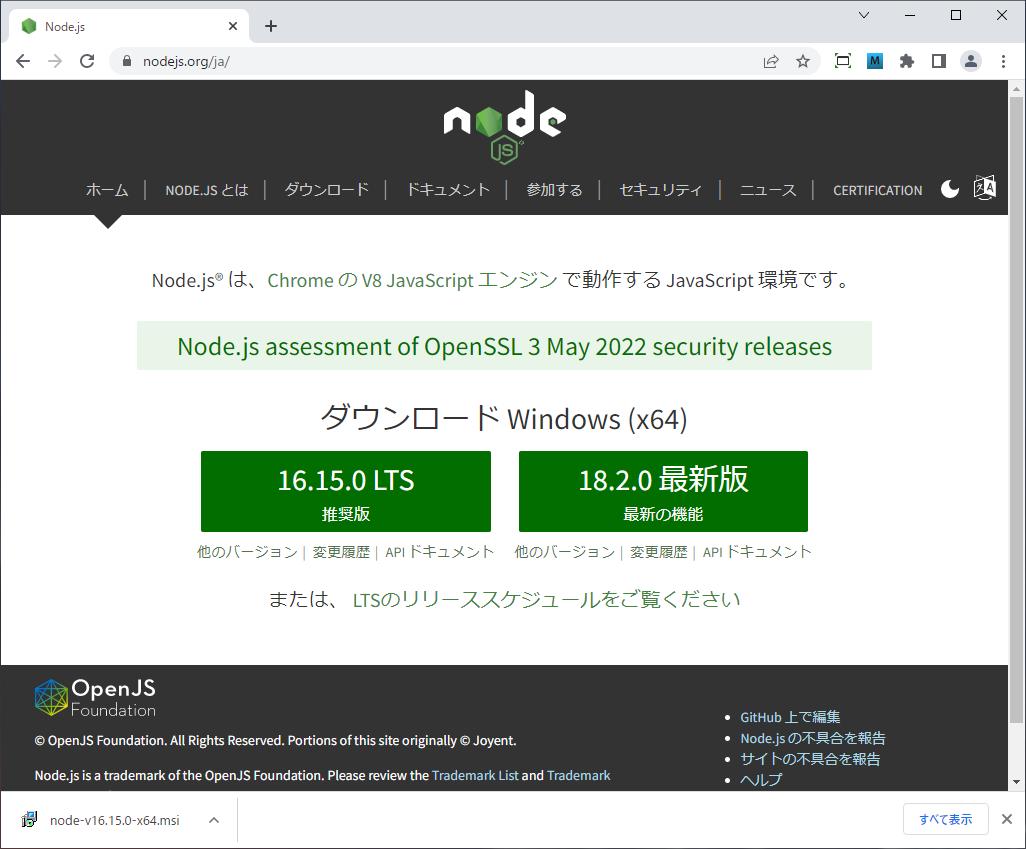 Node.js
nodejs.org/ja/
M
node
JS
ホーム | NODE.JS とは | ダウンロード | ドキュメント | 参加する | セキュリティ | ニュース | CERTIFICATION
Node.js® は、Chrome の V8 JavaScript エンジン で動作する JavaScript 環境です。
Node.js assessment of OpenSSL 3 May 2022 security releases
ダウンロード Windows (x64)
16.15.0 LTS
推奨版
18.2.0 最新版
最新の機能
他のバージョン | 変更履歴 | API ドキュメント
他のバージョン | 変更履歴 | API ドキュメント
または、 LTSのリリーススケジュールをご覧ください
OpenJS
Foundation
© OpenJS Foundation. All Rights Reserved. Portions of this site originally © Joyent.
Node.js is a trademark of the OpenJS Foundation. Please review the Trademark List and Trademark
GitHub 上で編集
Node.js の不具合を報告
サイトの不具合を報告
ヘルプ
node-v16.15.0-x64.msi
すべて表示